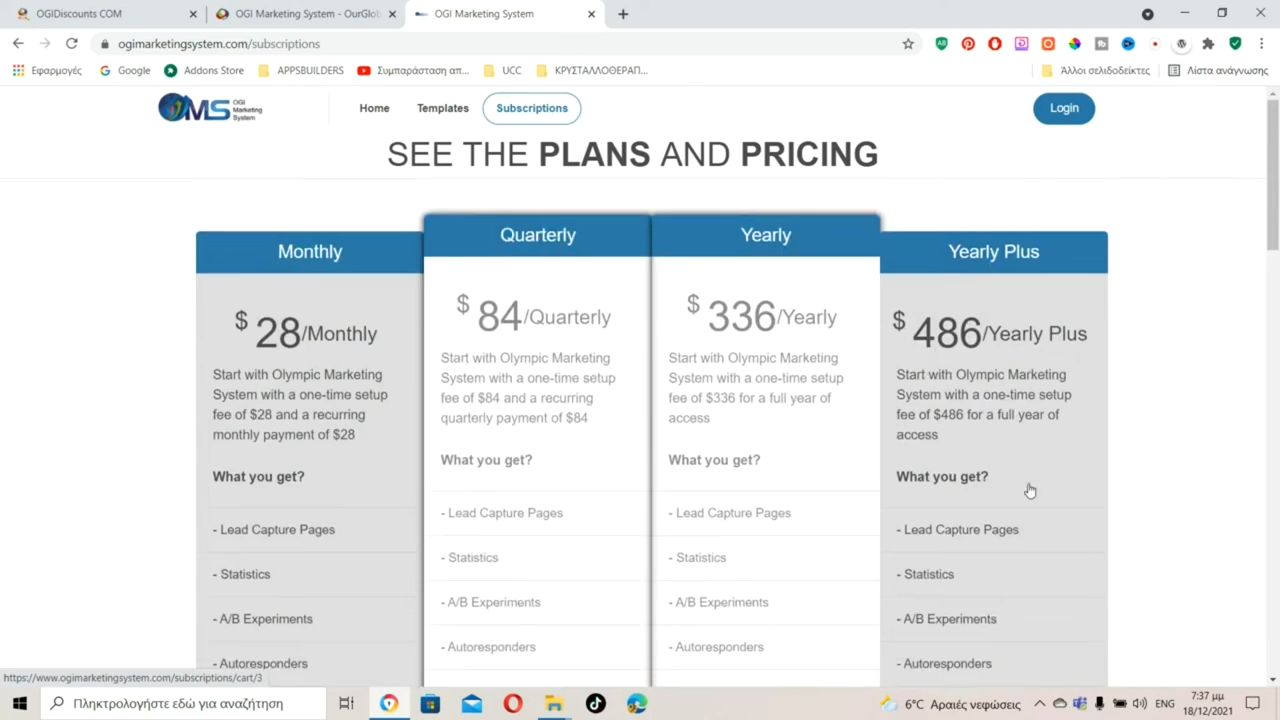 OGIDiscounts COM
OGI Marketing System - OurGlob
OGI Marketing System
ogimarketingsystem.com/subscriptions
Εφαρμογές
Google
Addons Store
APPSBUILDERS
Συμπαράσταση απ...
UCC
ΚΡΥΣΤΑΛΛΟΘΕΡΑΠ...
Άλλοι σελιδοδείκτες
Λίστα ανάγνωσης
MS OGI Marketing System
Home
Templates
Subscriptions
Login
SEE THE PLANS AND PRICING
Monthly
$ 28/Monthly
Start with Olympic Marketing
System with a one-time setup
fee of $28 and a recurring
monthly payment of $28
What you get?
- Lead Capture Pages
- Statistics
- A/B Experiments
- Autoresponders
Quarterly
$ 84/Quarterly
Start with Olympic Marketing
System with a one-time setup
fee of $84 and a recurring
quarterly payment of $84
What you get?
- Lead Capture Pages
- Statistics
- A/B Experiments
- Autoresponders
Yearly
$ 336/Yearly
Start with Olympic Marketing
System with a one-time setup
fee of $336 for a full year of
access
What you get?
- Lead Capture Pages
- Statistics
- A/B Experiments
- Autoresponders
Yearly Plus
$ 486/Yearly Plus
Start with Olympic Marketing
System with a one-time setup
fee of $486 for a full year of
access
What you get?
- Lead Capture Pages
- Statistics
- A/B Experiments
- Autoresponders
https://www.ogimarketingsystem.com/subscriptions/cart/3
Πληκτρολογήστε εδώ για αναζήτηση
6°C Αραιές νεφώσεις
ENG
7:37 μμ
18/12/2021